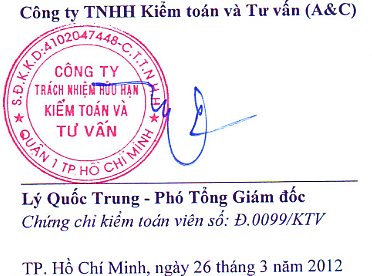 Công ty TNHH Kiểm toán và Tư vấn (A&C)
S.Đ.K.K.D:4102047448-C.T.T.N.H.H
CÔNG TY
TRÁCH NHIỆM HỮU HẠN
KIỂM TOÁN VÀ
TƯ VẤN
QUẬN 1 TP HỒ CHÍ MINH
Lý Quốc Trung - Phó Tổng Giám đốc
Chứng chỉ kiểm toán viên số: Đ.0099/KTV
TP. Hồ Chí Minh, ngày 26 tháng 3 năm 2012